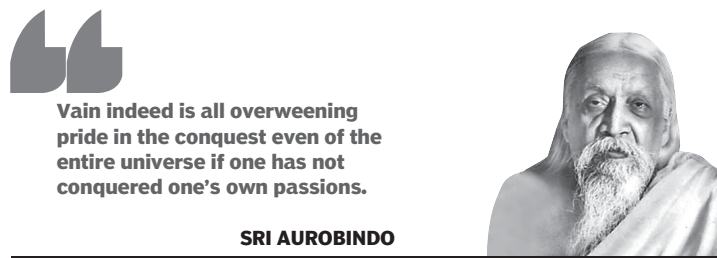 Vain indeed is all overweening
pride in the conquest even of the
entire universe if one has not
conquered one’s own passions.
SRI AUROBINDO